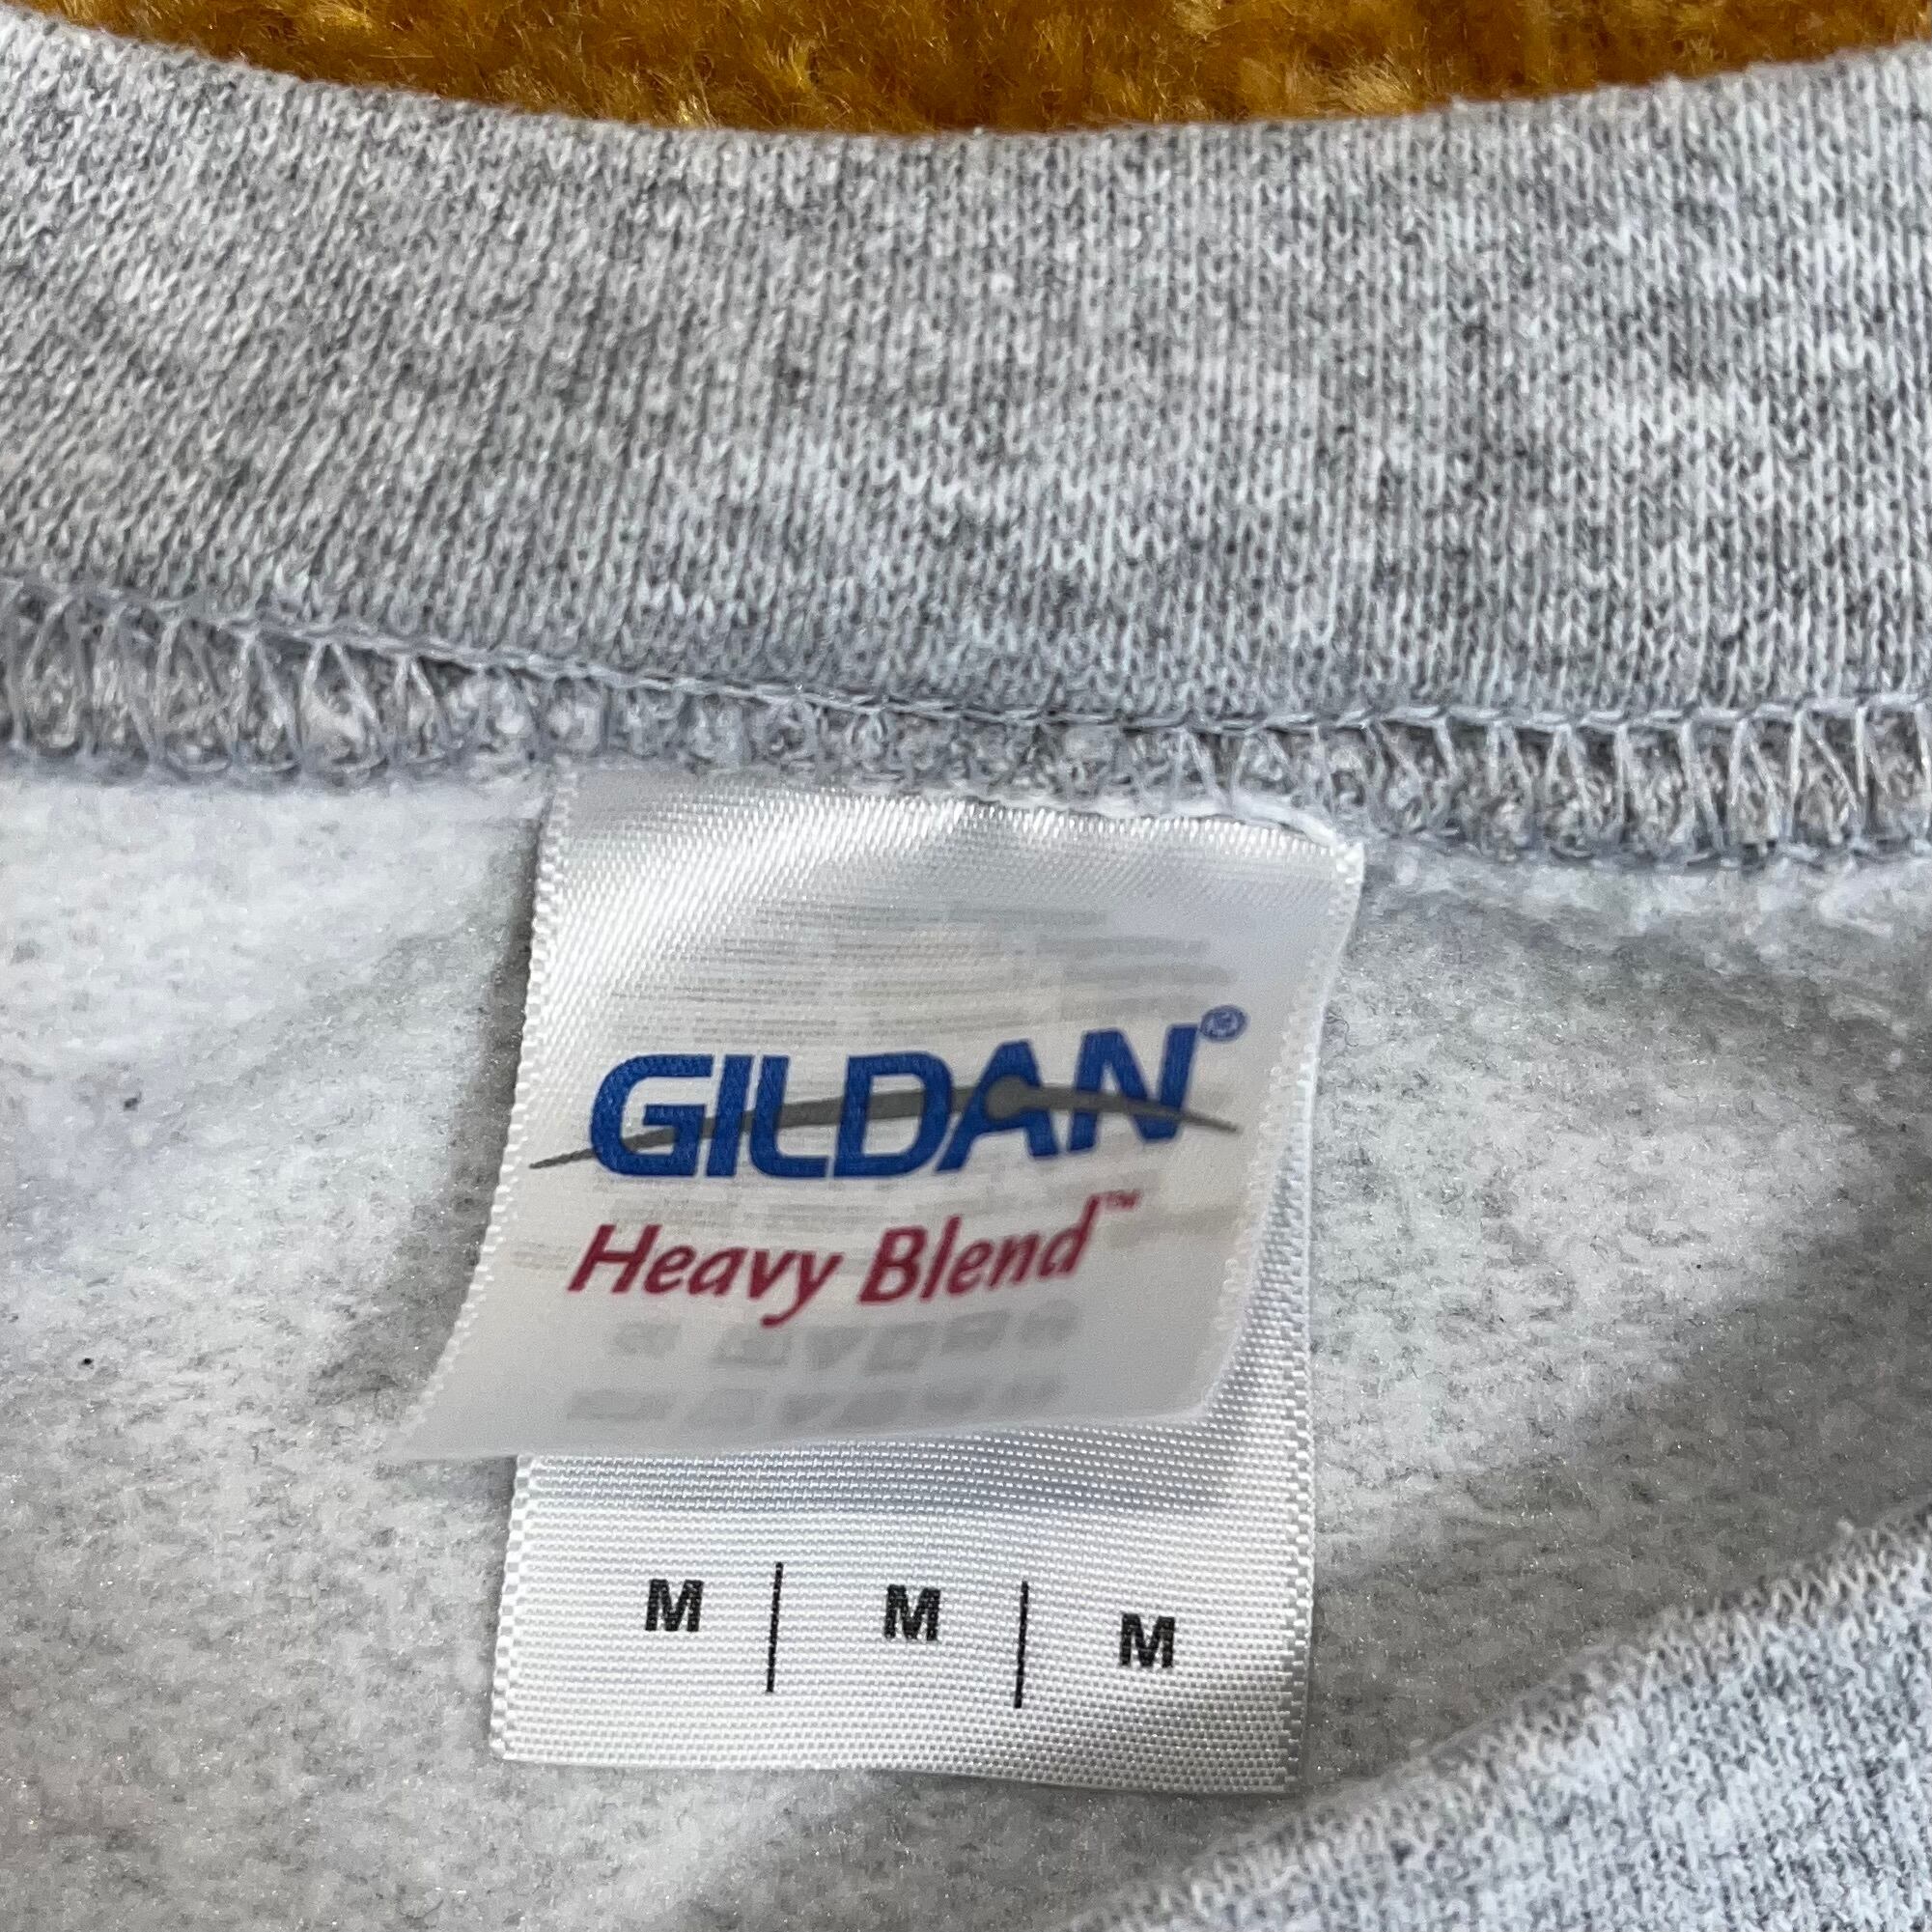 GILDAN®
Heavy Blend™
M | M | M